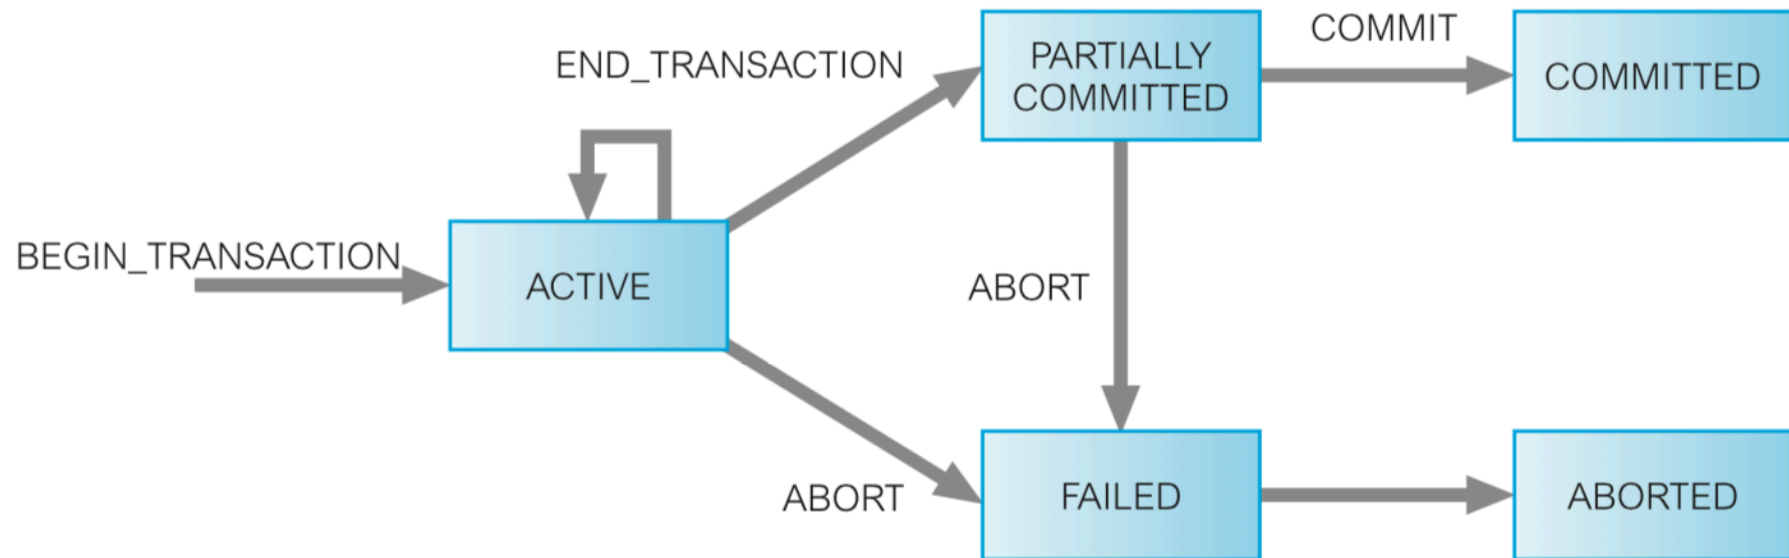 END_TRANSACTION
PARTIALLY
COMMITTED
COMMIT
COMMITTED
BEGIN_TRANSACTION
ACTIVE
ABORT
ABORT
FAILED
ABORTED